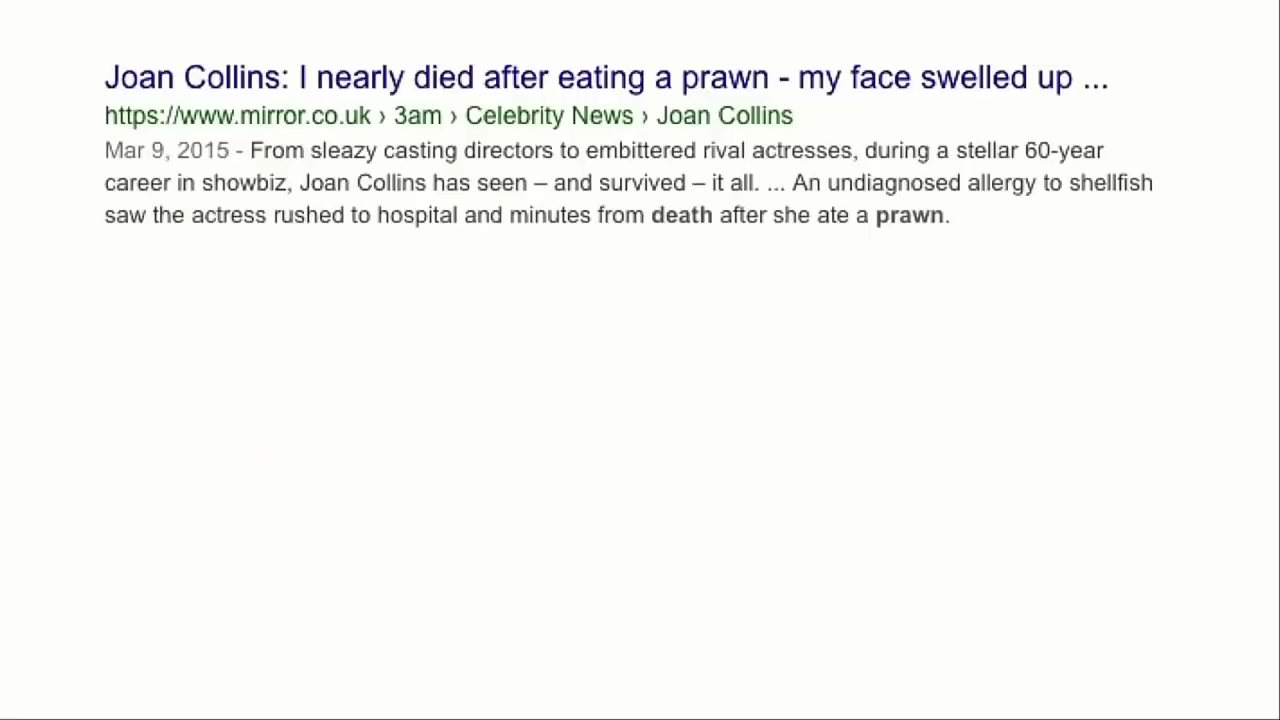 Joan Collins: I nearly died after eating a prawn - my face swelled up ...
https://www.mirror.co.uk › 3am › Celebrity News › Joan Collins
Mar 9, 2015 - From sleazy casting directors to embittered rival actresses, during a stellar 60-year
career in showbiz, Joan Collins has seen – and survived – it all. ... An undiagnosed allergy to shellfish
saw the actress rushed to hospital and minutes from death after she ate a prawn.